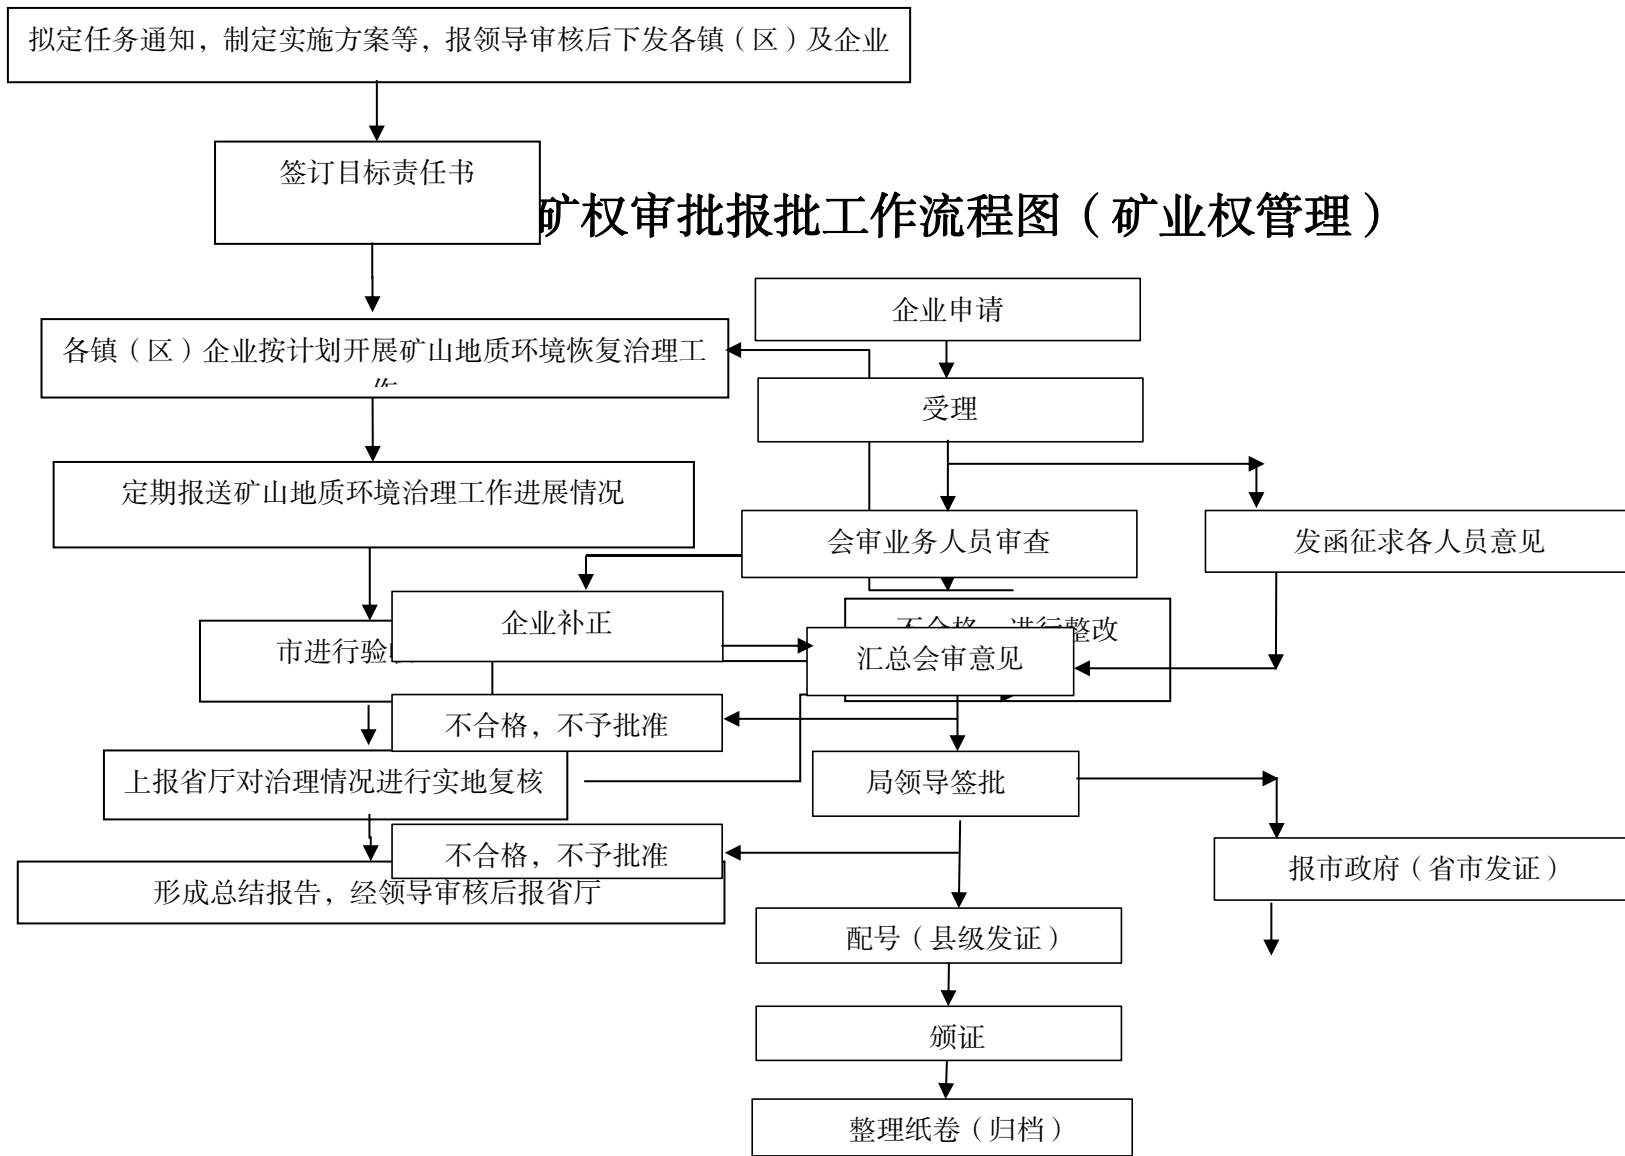 拟定任务通知，制定实施方案等，报领导审核后下发各镇（区）及企业
签订目标责任书
矿权审批报批工作流程图（矿业权管理）
企业申请
各镇（区）企业按计划开展矿山地质环境恢复治理工
受理
定期报送矿山地质环境治理工作进展情况
会审业务人员审查
发函征求各人员意见
企业补正
进行整改
市进行验
汇总会审意见
不合格，不予批准
上报省厅对治理情况进行实地复核
局领导签批
不合格，不予批准
报市政府（省市发证）
形成总结报告，经领导审核后报省厅
配号（县级发证）
颁证
整理纸卷（归档）